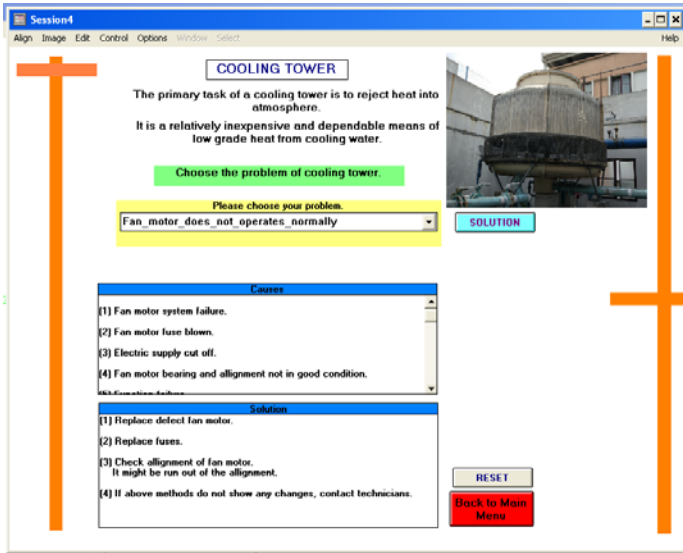 Session4
Align Image Edit Control Options Window Select Help
COOLING TOWER
The primary task of a cooling tower is to reject heat into
atmosphere.
It is a relatively inexpensive and dependable means of
low grade heat from cooling water.
Choose the problem of cooling tower.
Please choose your problem.
Fan_motor_does_not_operates_normally
SOLUTION
Causes
(1) Fan motor system failure.
(2) Fan motor fuse blown.
(3) Electric supply cut off.
(4) Fan motor bearing and allignment not in good condition.
(5) Function failure
Solution
(1) Replace defect fan motor.
(2) Replace fuses.
(3) Check allignment of fan motor.
It might be run out of the allignment.
(4) If above methods do not show any changes, contact technicians.
RESET
Back to Main
Menu